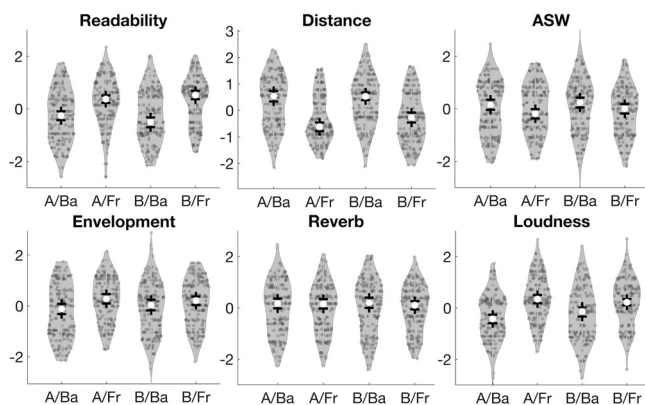 Readability Distance ASW
2 0 -2
3 2 1 0 -1 -2
2 0 -2
A/Ba A/Fr B/Ba B/Fr A/Ba A/Fr B/Ba B/Fr A/Ba A/Fr B/Ba B/Fr
Envelopment Reverb Loudness
2 0 -2
2 0 -2
2 0 -2
A/Ba A/Fr B/Ba B/Fr A/Ba A/Fr B/Ba B/Fr A/Ba A/Fr B/Ba B/Fr